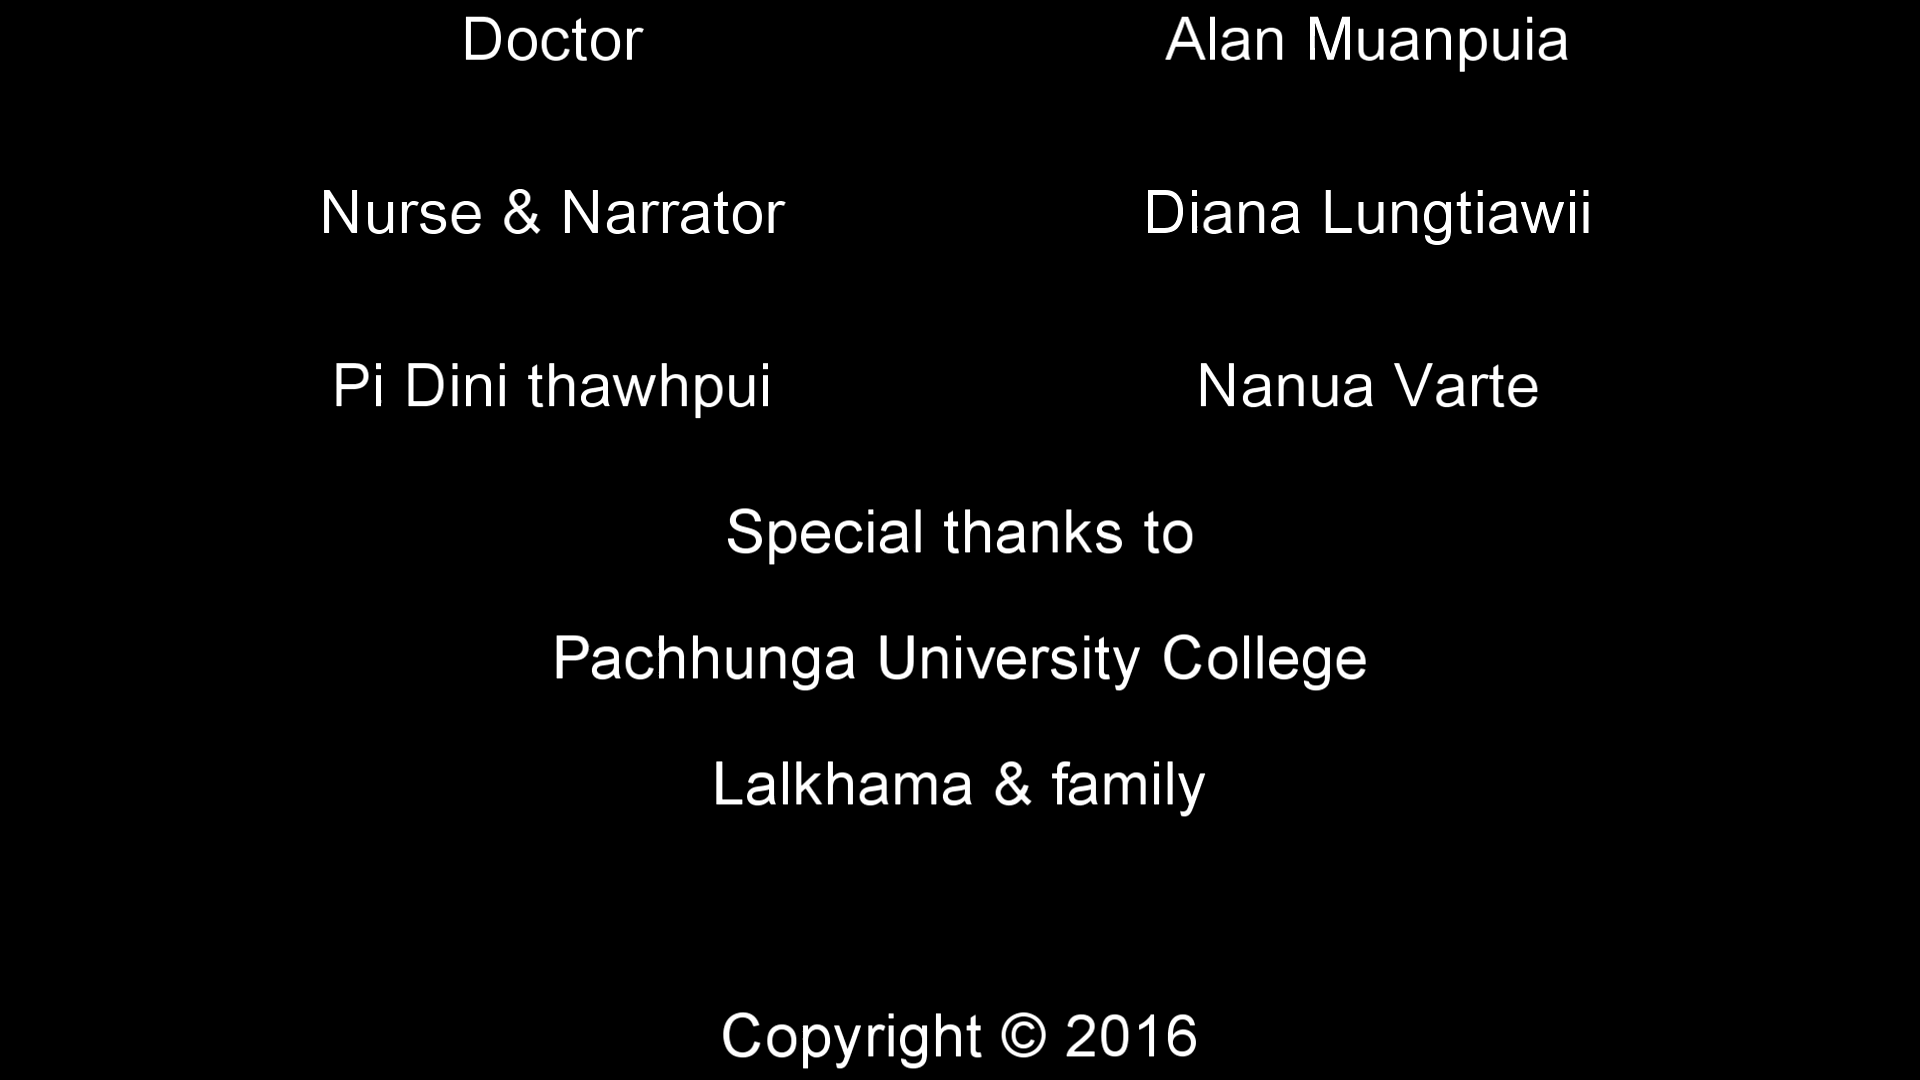 Doctor Alan Muanpuia
Nurse & Narrator Diana Lungtiawii
Pi Dini thawhpui Nanua Varte
Special thanks to
Pachhunga University College
Lalkhama & family
Copyright © 2016